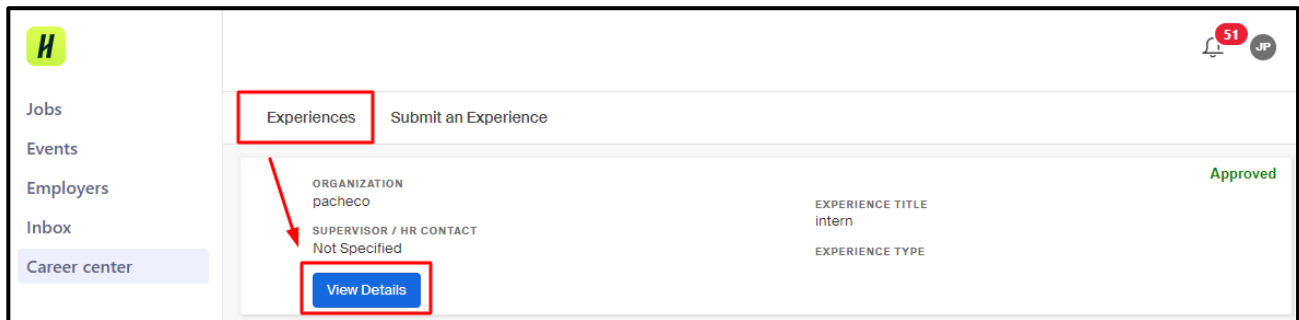 H
51
JP
Jobs
Events
Employers
Inbox
Career center
Experiences Submit an Experience
Approved
ORGANIZATION
pacheco
SUPERVISOR / HR CONTACT
Not Specified
EXPERIENCE TITLE
intern
EXPERIENCE TYPE
View Details